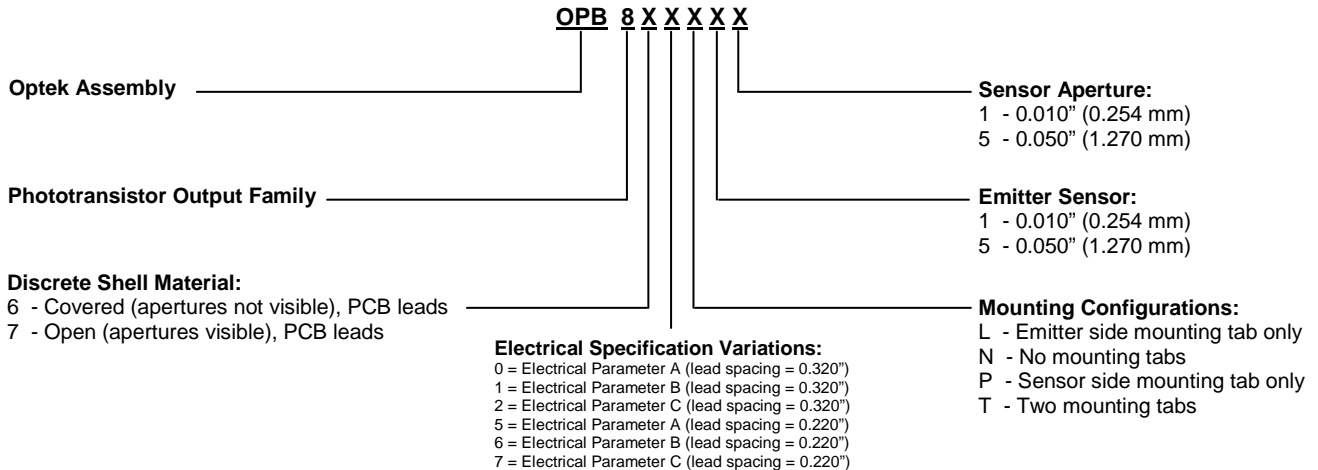 OPB 8 X X X X X
Optek Assembly
Phototransistor Output Family
Discrete Shell Material:
6 - Covered (apertures not visible), PCB leads
7 - Open (apertures visible), PCB leads
Electrical Specification Variations:
0 = Electrical Parameter A (lead spacing = 0.320”)
1 = Electrical Parameter B (lead spacing = 0.320”)
2 = Electrical Parameter C (lead spacing = 0.320”)
5 = Electrical Parameter A (lead spacing = 0.220”)
6 = Electrical Parameter B (lead spacing = 0.220”)
7 = Electrical Parameter C (lead spacing = 0.220”)
Sensor Aperture:
1 - 0.010” (0.254 mm)
5 - 0.050” (1.270 mm)
Emitter Sensor:
1 - 0.010” (0.254 mm)
5 - 0.050” (1.270 mm)
Mounting Configurations:
L - Emitter side mounting tab only
N - No mounting tabs
P - Sensor side mounting tab only
T - Two mounting tabs